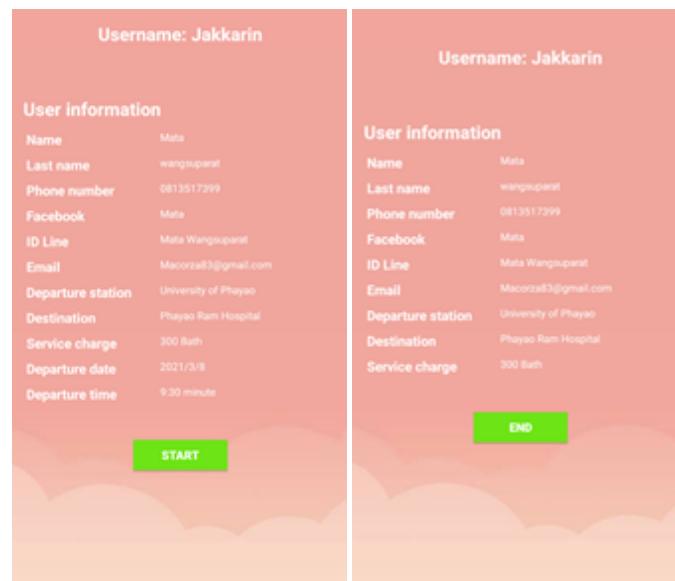 Username: Jakkarin
User information
Name Mata
Last name wangsuparat
Phone number 0813517399
Facebook Mata
ID Line Mata Wangsuparat
Email Macorza83@gmail.com
Departure station University of Phayao
Destination Phayao Ram Hospital
Service charge 300 Bath
Departure date 2021/3/8
Departure time 9:30 minute
START
Username: Jakkarin
User information
Name Mata
Last name wangsuparat
Phone number 0813517399
Facebook Mata
ID Line Mata Wangsuparat
Email Macorza83@gmail.com
Departure station University of Phayao
Destination Phayao Ram Hospital
Service charge 300 Bath
END